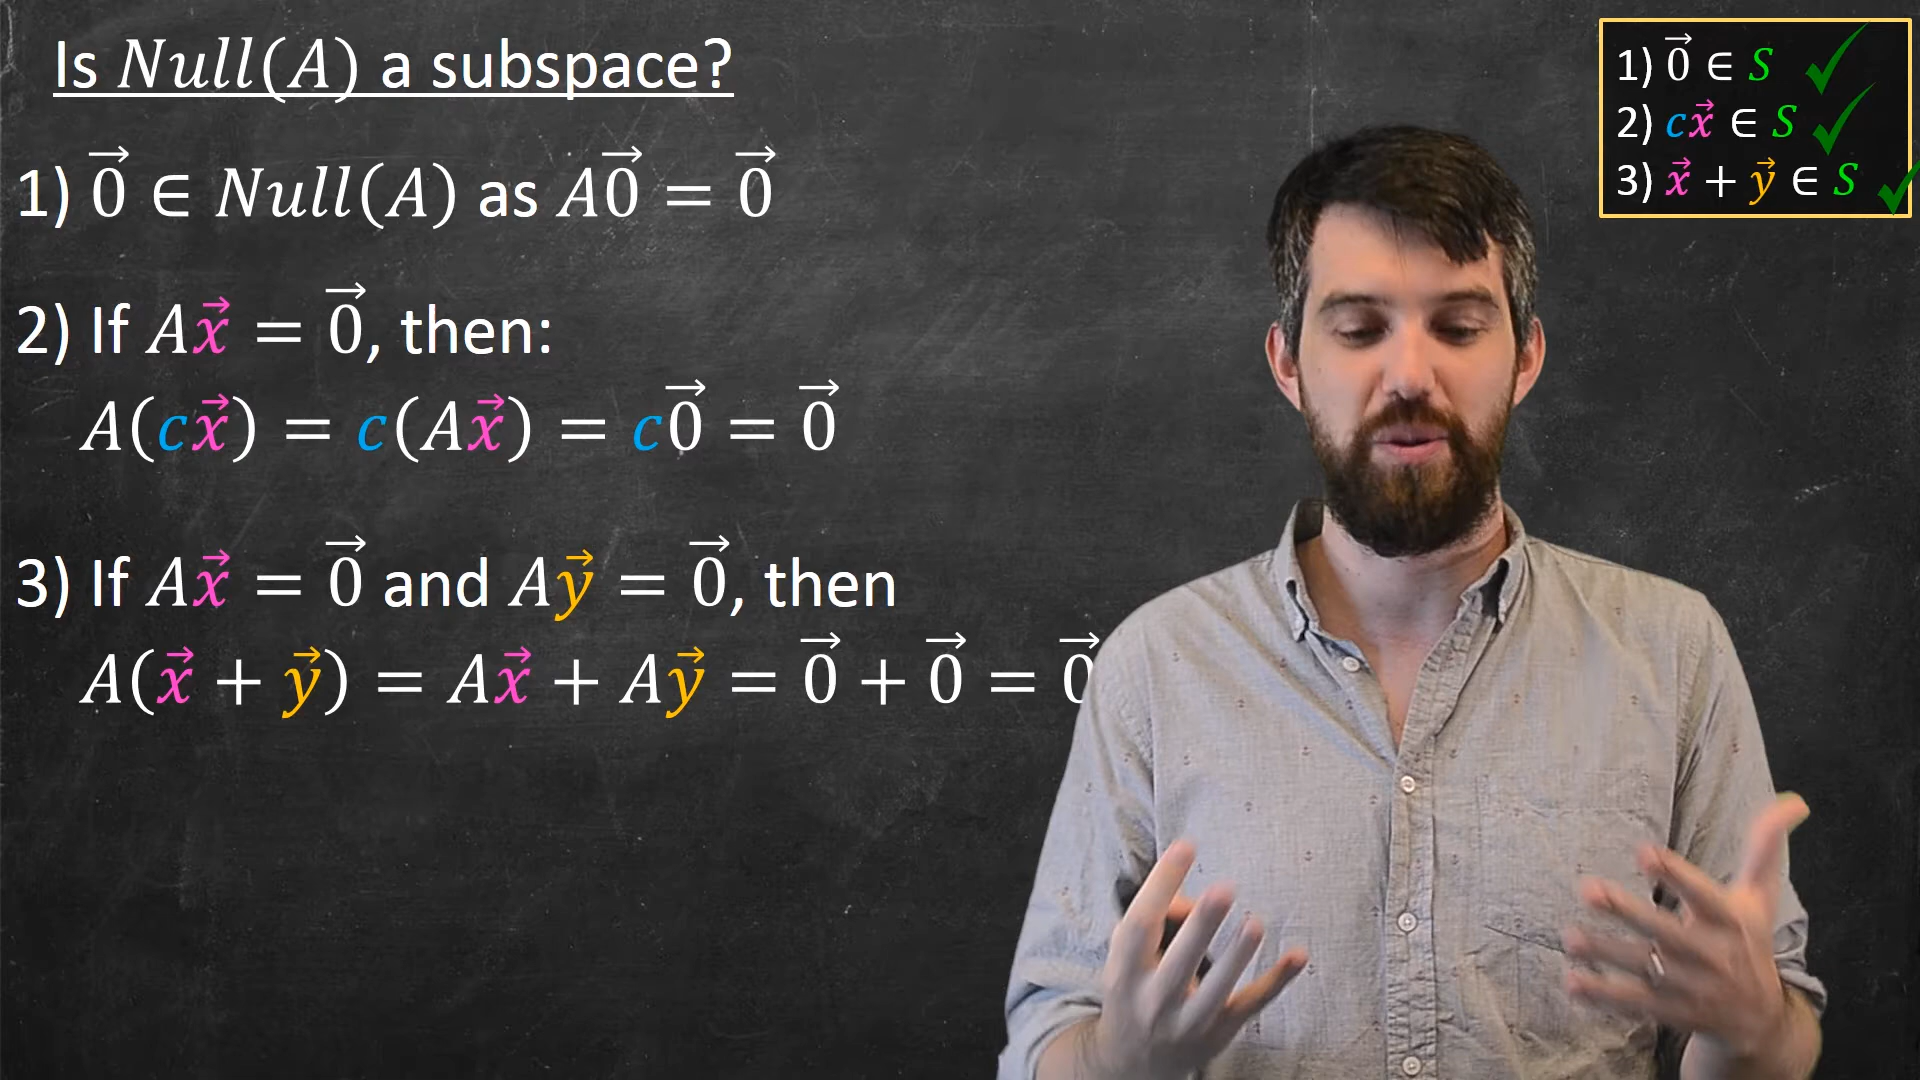 Is Null(A) a subspace?
1) 0⃗ ∈ Null(A) as A0⃗ = 0⃗
2) If Ax⃗ = 0⃗, then:
A(cx⃗) = c(Ax⃗) = c0⃗ = 0⃗
3) If Ax⃗ = 0⃗ and Ay⃗ = 0⃗, then
A(x⃗ + y⃗) = Ax⃗ + Ay⃗ = 0⃗ + 0⃗ = 0⃗
1) 0⃗ ∈ S ✓
2) cx⃗ ∈ S ✓
3) x⃗ + y⃗ ∈ S ✓